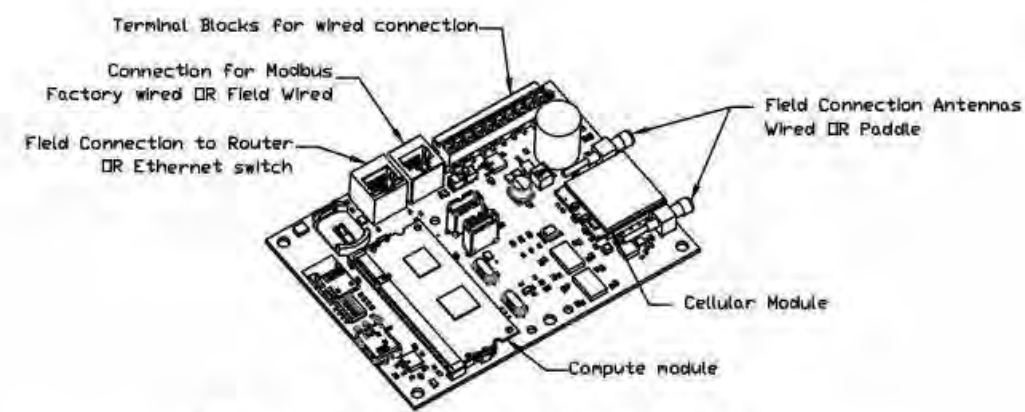 Terminal Blocks for wired connection
Connection for Modbus
Factory wired OR Field Wired
Field Connection to Router
OR Ethernet switch
Field Connection Antennas
Wired OR Paddle
Cellular Module
Compute module